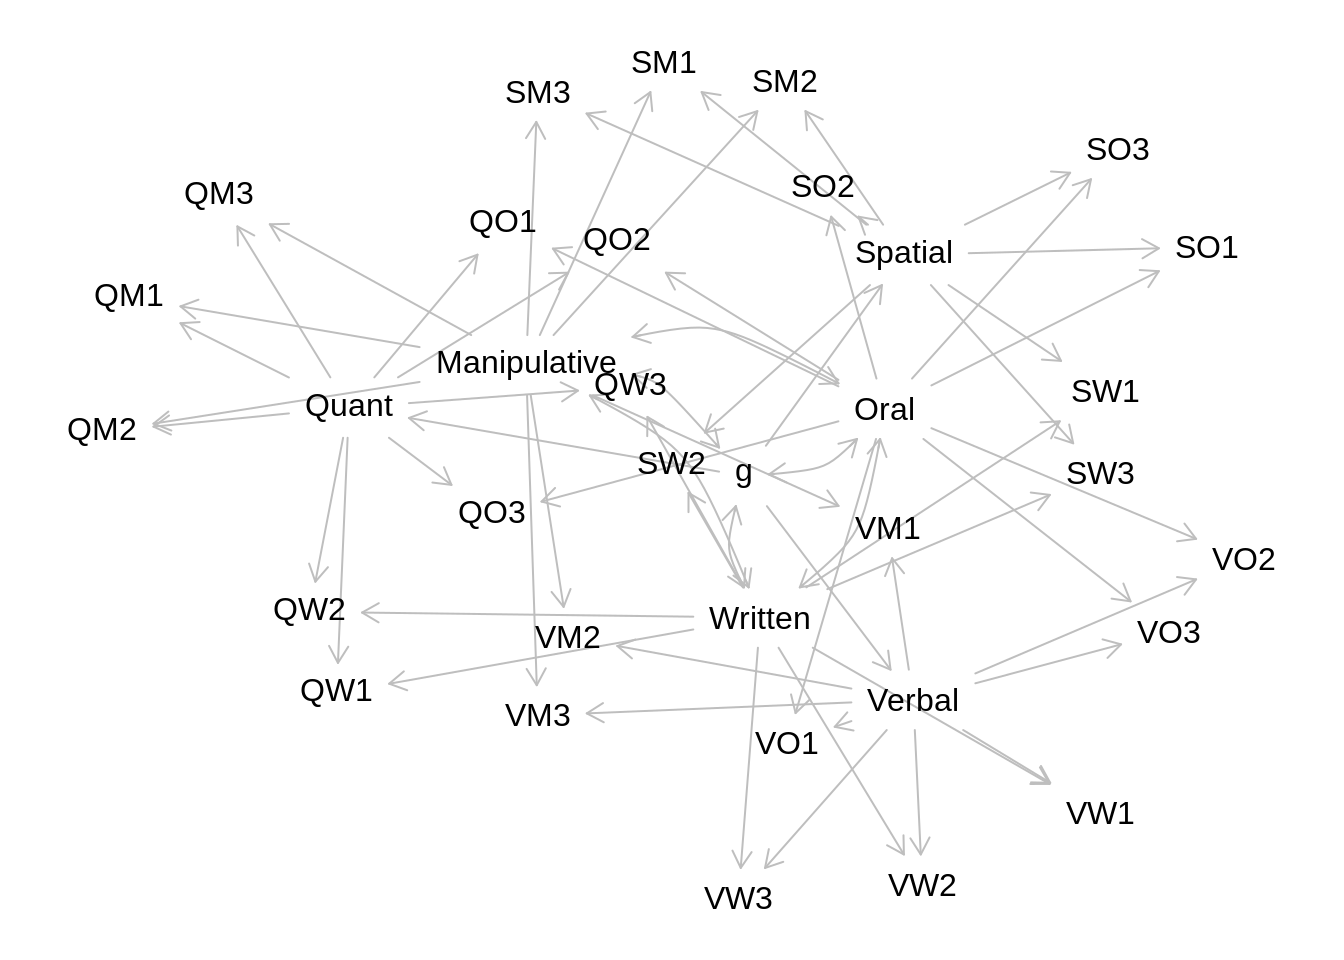 SM1
SM2
SM3
SO3
SO2
QM3
QO1
QO2
SO1
Spatial
QM1
Manipulative
QW3
SW1
Quant
Oral
QM2
SW2
g
SW3
QO3
VM1
VO2
QW2
Written
VM2
VO3
QW1
Verbal
VM3
VO1
VW1
VW2
VW3